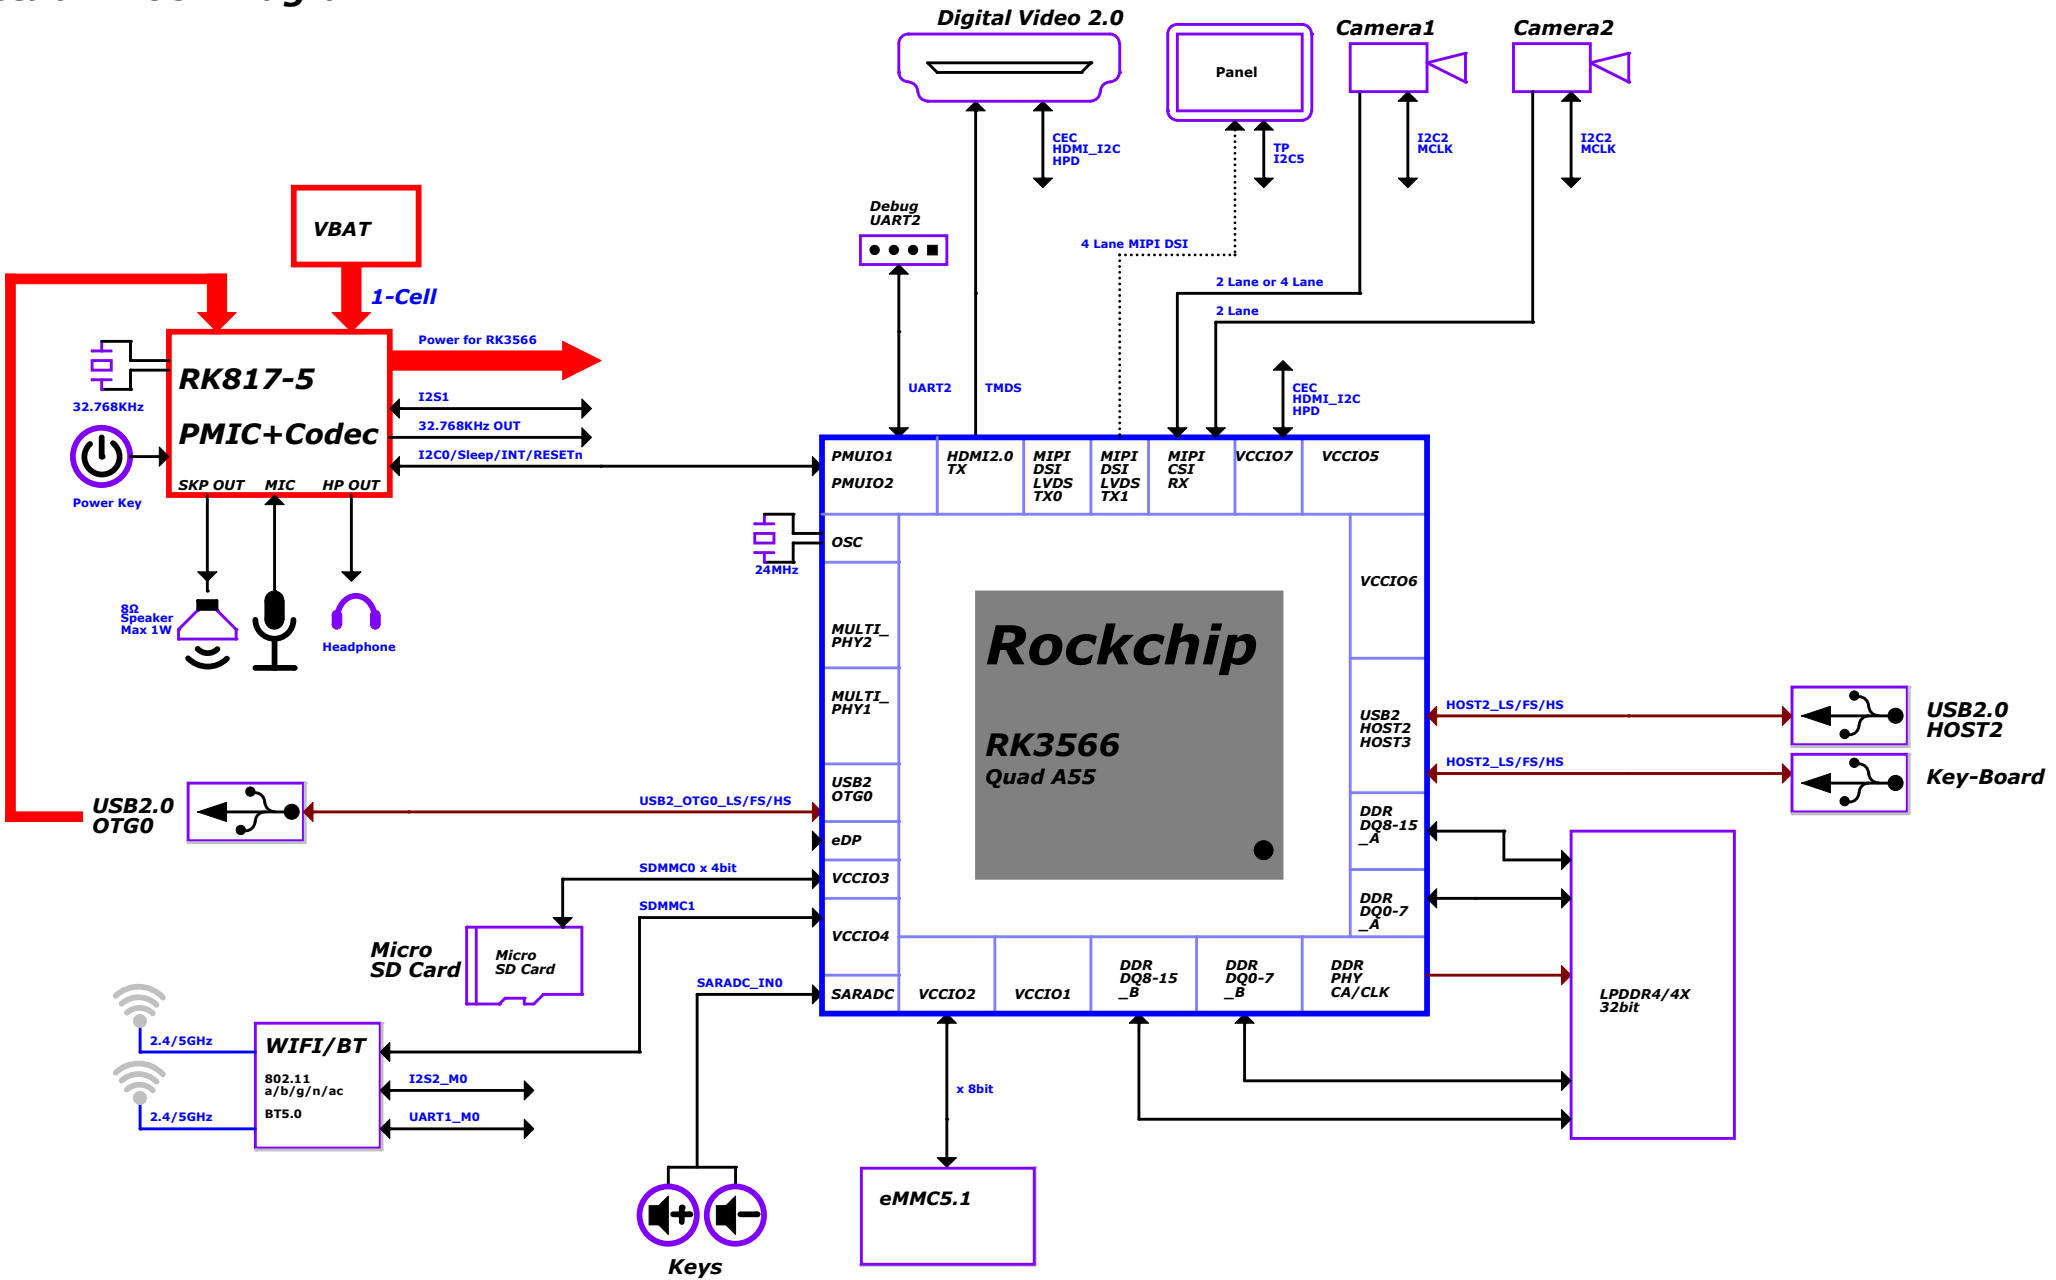 Digital Video 2.0
Panel
Camera1
Camera2
CEC
HDMI_I2C
HPD
TP
I2C5
I2C2
MCLK
I2C2
MCLK
VBAT
1-Cell
Debug
UART2
4 Lane MIPI DSI
2 Lane or 4 Lane
2 Lane
Power for RK3566
RK817-5
PMIC+Codec
32.768KHz
I2S1
32.768KHz OUT
I2C0/Sleep/INT/RESETn
UART2
TMDS
CEC
HDMI_I2C
HPD
Power Key
SKP OUT
MIC
HP OUT
PMUIO1
PMUIO2
HDMI2.0
TX
MIPI
DSI
LVDS
TX0
MIPI
DSI
LVDS
TX1
MIPI
CSI
RX
VCCIO7
VCCIO5
OSC
24MHz
VCCIO6
8Ω
Speaker
Max 1W
Headphone
MULTI_
PHY2
MULTI_
PHY1
Rockchip
RK3566
Quad A55
USB2
HOST2
HOST3
HOST2_LS/FS/HS
USB2.0
HOST2
HOST2_LS/FS/HS
Key-Board
USB2.0
OTG0
USB2_OTG0_LS/FS/HS
USB2
OTG0
eDP
DDR
DQ8-15
_A
DDR
DQ0-7
_A
SDMMC0 x 4bit
VCCIO3
SDMMC1
VCCIO4
Micro
SD Card
Micro
SD Card
SARADC_IN0
SARADC
VCCIO2
VCCIO1
DDR
DQ8-15
_B
DDR
DQ0-7
_B
DDR
PHY
CA/CLK
LPDDR4/4X
32bit
2.4/5GHz
2.4/5GHz
WIFI/BT
802.11
a/b/g/n/ac
BT5.0
I2S2_M0
UART1_M0
x 8bit
eMMC5.1
Keys